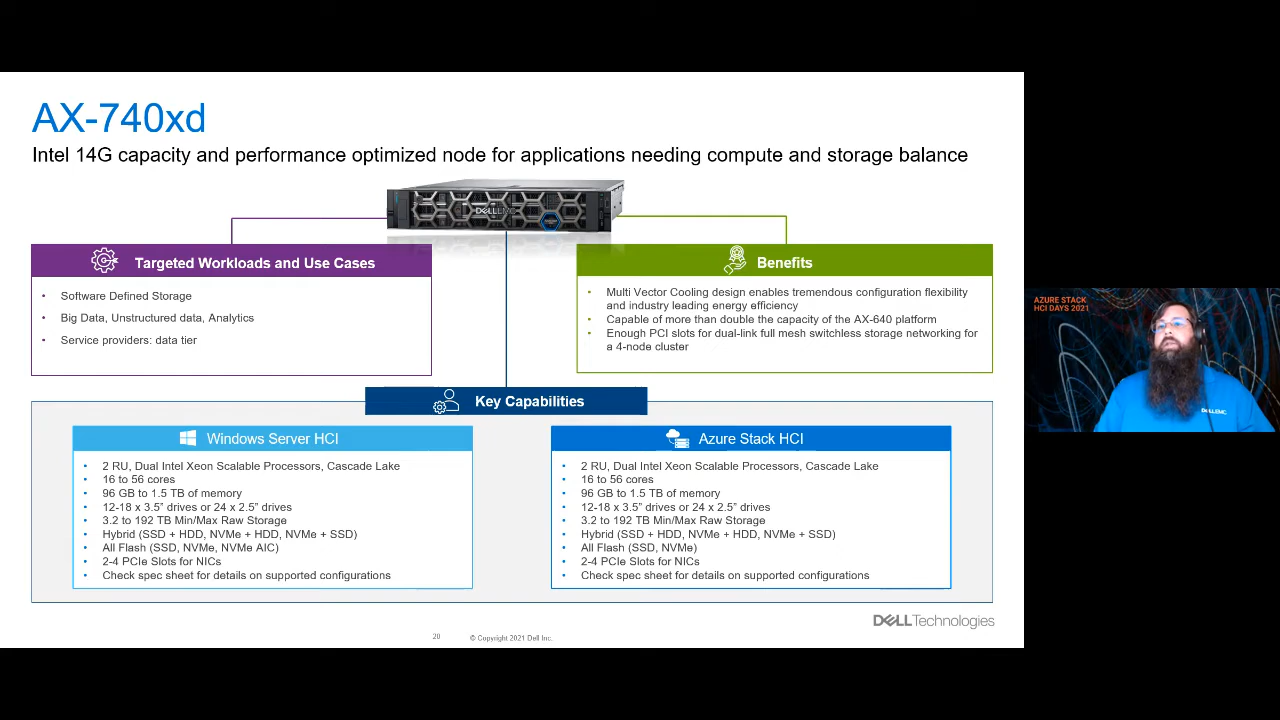 AX-740xd
Intel 14G capacity and performance optimized node for applications needing compute and storage balance
DELLEMC
Targeted Workloads and Use Cases
• Software Defined Storage
• Big Data, Unstructured data, Analytics
• Service providers: data tier
Benefits
• Multi Vector Cooling design enables tremendous configuration flexibility
and industry leading energy efficiency
• Capable of more than double the capacity of the AX-640 platform
• Enough PCI slots for dual-link full mesh switchless storage networking for
a 4-node cluster
Key Capabilities
Windows Server HCI
• 2 RU, Dual Intel Xeon Scalable Processors, Cascade Lake
• 16 to 56 cores
• 96 GB to 1.5 TB of memory
• 12-18 x 3.5” drives or 24 x 2.5” drives
• 3.2 to 192 TB Min/Max Raw Storage
• Hybrid (SSD + HDD, NVMe + HDD, NVMe + SSD)
• All Flash (SSD, NVMe, NVMe AIC)
• 2-4 PCIe Slots for NICs
• Check spec sheet for details on supported configurations
Azure Stack HCI
• 2 RU, Dual Intel Xeon Scalable Processors, Cascade Lake
• 16 to 56 cores
• 96 GB to 1.5 TB of memory
• 12-18 x 3.5” drives or 24 x 2.5” drives
• 3.2 to 192 TB Min/Max Raw Storage
• Hybrid (SSD + HDD, NVMe + HDD, NVMe + SSD)
• All Flash (SSD, NVMe)
• 2-4 PCIe Slots for NICs
• Check spec sheet for details on supported configurations
DELLTechnologies
20
© Copyright 2021 Dell Inc.
AZURE STACK
HCI DAYS 2021
DELLEMC